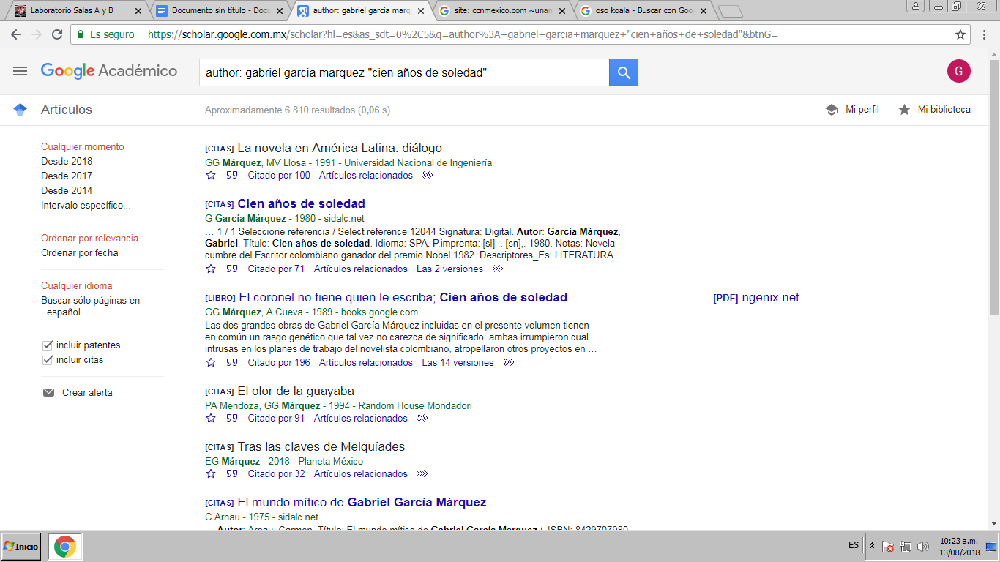 Laboratorio Salas A y B
Documento sin título - Docu
author: gabriel garcia marq
site: ccnmexico.com ~unam
oso koala - Buscar con Goo
Es seguro
https://scholar.google.com.mx/scholar?hl=es&as_sdt=0%2C5&q=author%3A+gabriel+garcia+marquez+"cien+años+de+soledad"&btnG=
Google Académico
author: gabriel garcia marquez "cien años de soledad"
G
Artículos
Aproximadamente 6.810 resultados (0,06 s)
Mi perfil
Mi biblioteca
Cualquier momento
Desde 2018
Desde 2017
Desde 2014
Intervalo específico...
Ordenar por relevancia
Ordenar por fecha
Cualquier idioma
Buscar sólo páginas en
español
incluir patentes
incluir citas
Crear alerta
[CITAS] La novela en América Latina: diálogo
GG Márquez, MV Llosa - 1991 - Universidad Nacional de Ingeniería
Citado por 100 Artículos relacionados
[CITAS] Cien años de soledad
G García Márquez - 1980 - sidalc.net
... 1 / 1 Seleccione referencia / Select reference 12044 Signatura: Digital. Autor: García Márquez,
Gabriel. Título: Cien años de soledad. Idioma: SPA. P.imprenta: [sl] :. [sn],. 1980. Notas: Novela
cumbre del Escritor colombiano ganador del premio Nobel 1982. Descriptores_Es: LITERATURA ...
Citado por 71 Artículos relacionados Las 2 versiones
[LIBRO] El coronel no tiene quien le escriba; Cien años de soledad
[PDF] ngenix.net
GG Márquez, A Cueva - 1989 - books.google.com
Las dos grandes obras de Gabriel García Márquez incluidas en el presente volumen tienen
en común un rasgo genético que tal vez no carezca de significado: ambas irrumpieron cual
intrusas en los planes de trabajo del novelista colombiano, atropellaron otros proyectos en ...
Citado por 196 Artículos relacionados Las 14 versiones
[CITAS] El olor de la guayaba
PA Mendoza, GG Márquez - 1994 - Random House Mondadori
Citado por 91 Artículos relacionados
[CITAS] Tras las claves de Melquíades
EG Márquez - 2018 - Planeta México
Citado por 32 Artículos relacionados
[CITAS] El mundo mítico de Gabriel García Márquez
C Arnau - 1975 - sidalc.net
... Autor: Arnau, Carmen. Título: El mundo mítico de Gabriel García Marquez /. ISBN: 8429707980
Inicio
ES
10:23 a.m.
13/08/2018